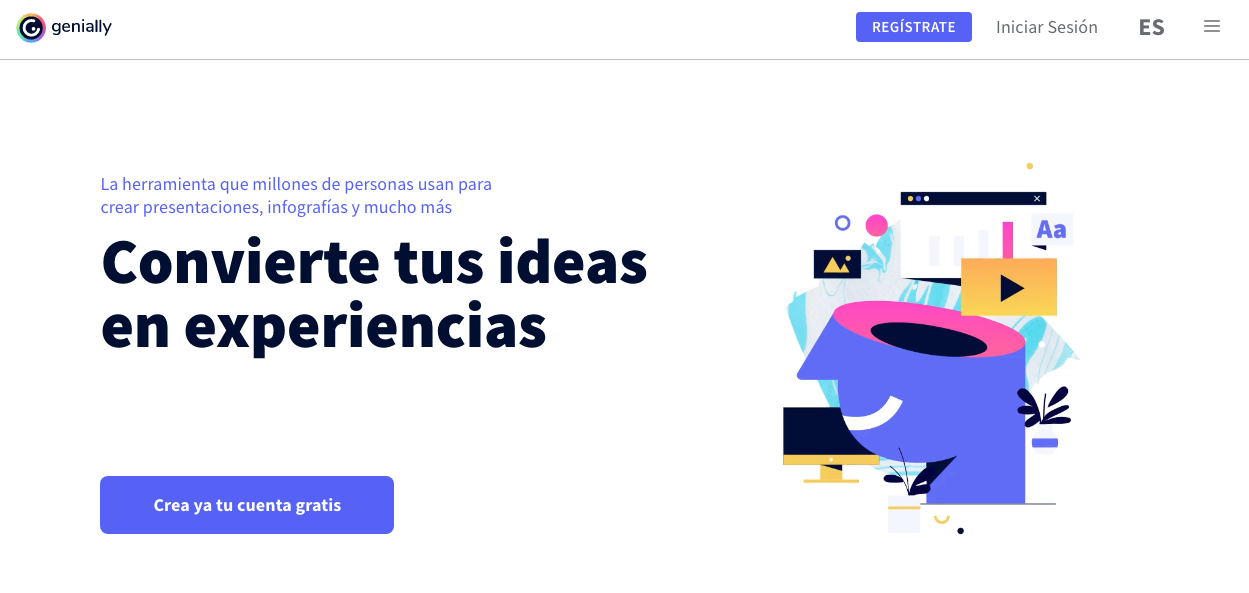 genially
REGÍSTRATE
Iniciar Sesión
ES
La herramienta que millones de personas usan para
crear presentaciones, infografías y mucho más
Convierte tus ideas
en experiencias
Aa
Crea ya tu cuenta gratis